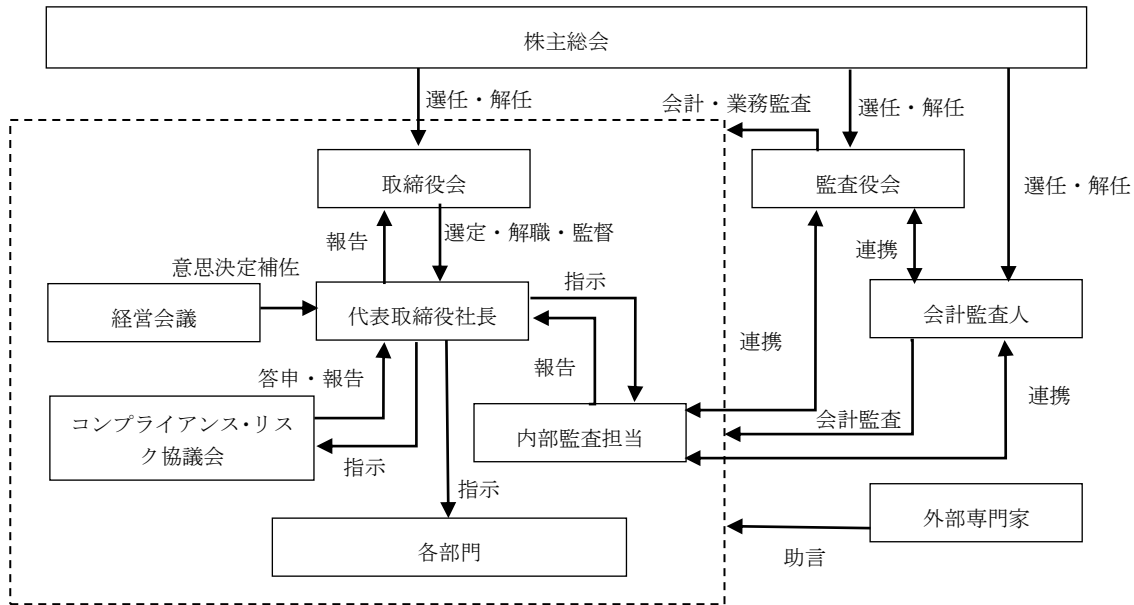 株主総会
選任・解任
会計・業務監査
選任・解任
取締役会
監査役会
選任・解任
報告
選定・解職・監督
連携
意思決定補佐
指示
経営会議
代表取締役社長
会計監査人
連携
報告
答申・報告
連携
コンプライアンス・リス
ク協議会
内部監査担当
会計監査
指示
指示
外部専門家
各部門
助言